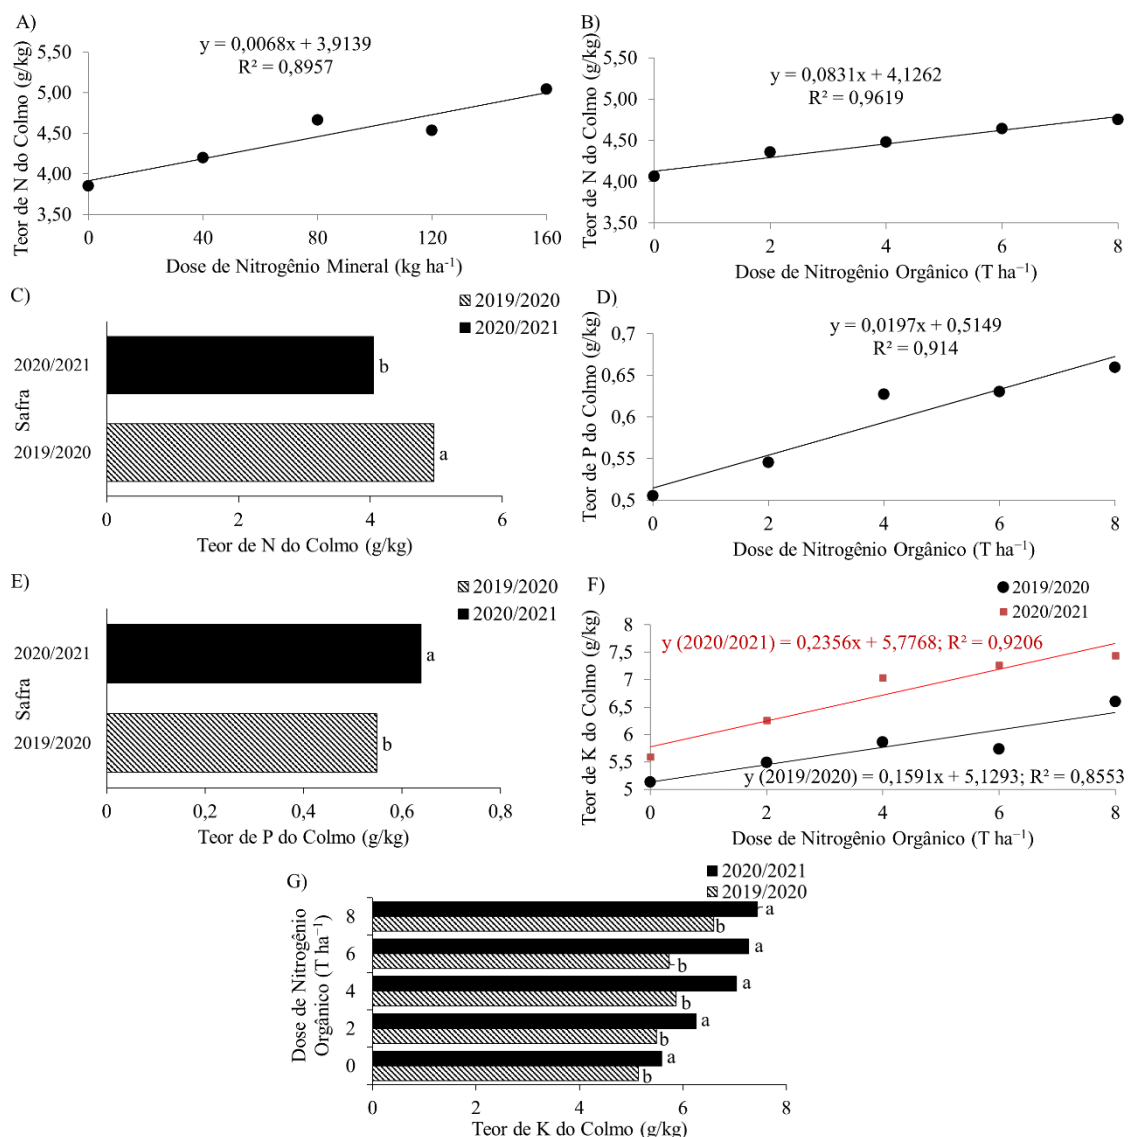 A)
y = 0,0068x + 3,9139
R² = 0,8957
Teor de N do Colmo (g/kg)
5,50
5,00
4,50
4,00
3,50
0
40
80
120
160
Dose de Nitrogênio Mineral (kg ha⁻¹)
B)
y = 0,0831x + 4,1262
R² = 0,9619
Teor de N do Colmo (g/kg)
5,50
5,00
4,50
4,00
3,50
0
2
4
6
8
Dose de Nitrogênio Orgânico (T ha⁻¹)
C)
2019/2020
2020/2021
Safra
2020/2021
b
2019/2020
a
0
2
4
6
Teor de N do Colmo (g/kg)
D)
y = 0,0197x + 0,5149
R² = 0,914
Teor de P do Colmo (g/kg)
0,7
0,65
0,6
0,55
0,5
0
2
4
6
8
Dose de Nitrogênio Orgânico (T ha⁻¹)
E)
2019/2020
2020/2021
Safra
2020/2021
a
2019/2020
b
0
0,2
0,4
0,6
0,8
Teor de P do Colmo (g/kg)
F)
2019/2020
2020/2021
y (2020/2021) = 0,2356x + 5,7768; R² = 0,9206
Teor de K do Colmo (g/kg)
8
7,5
7
6,5
6
5,5
5
y (2019/2020) = 0,1591x + 5,1293; R² = 0,8553
0
2
4
6
8
Dose de Nitrogênio Orgânico (T ha⁻¹)
G)
2020/2021
2019/2020
Dose de Nitrogênio
Orgânico (T ha⁻¹)
8
a
b
6
a
b
4
a
b
2
a
b
0
a
b
0
2
4
6
8
Teor de K do Colmo (g/kg)